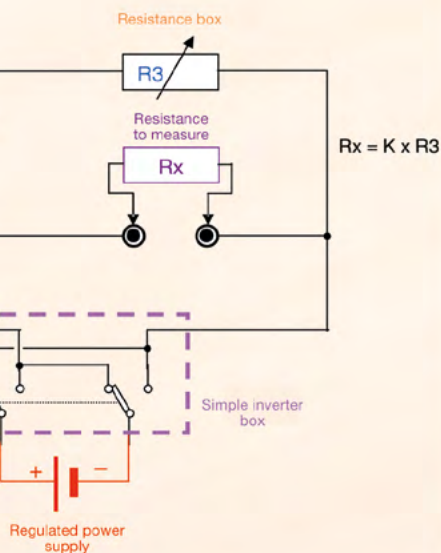 Resistance box
R3
Resistance
to measure
Rx
Rx = K x R3
Simple inverter
box
+ −
Regulated power
supply